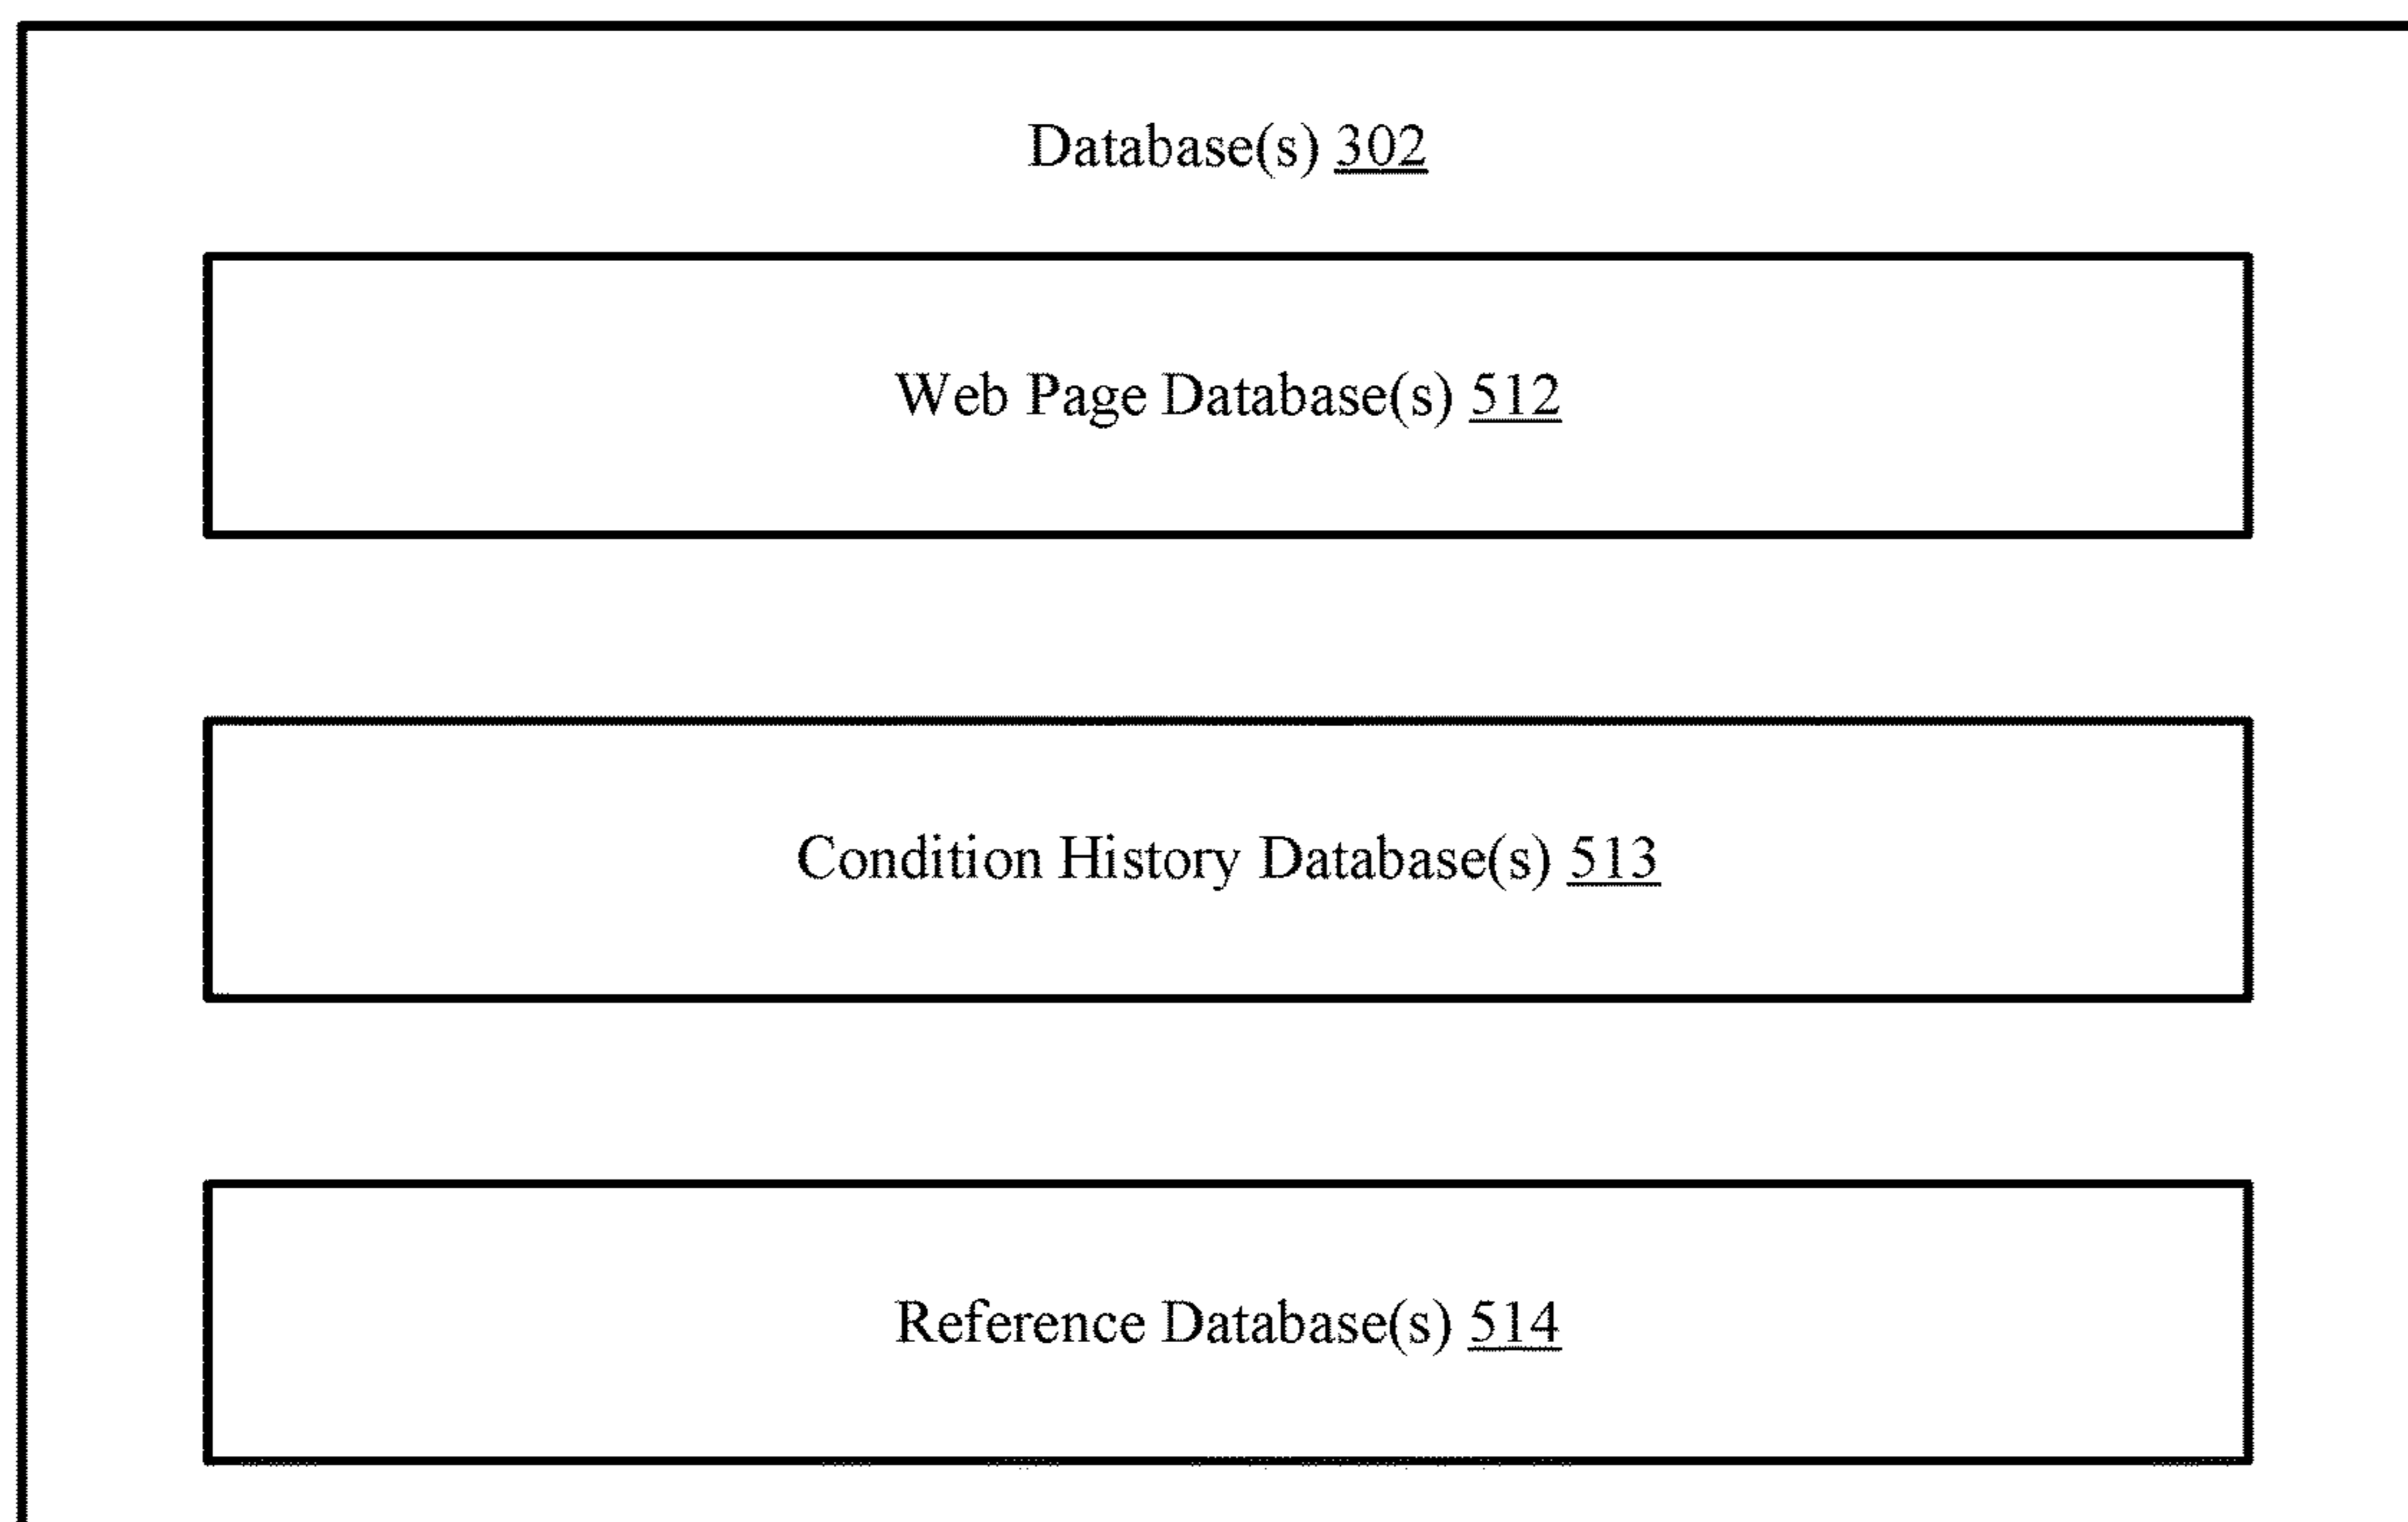 Database(s) 302
Web Page Database(s) 512
Condition History Database(s) 513
Reference Database(s) 514